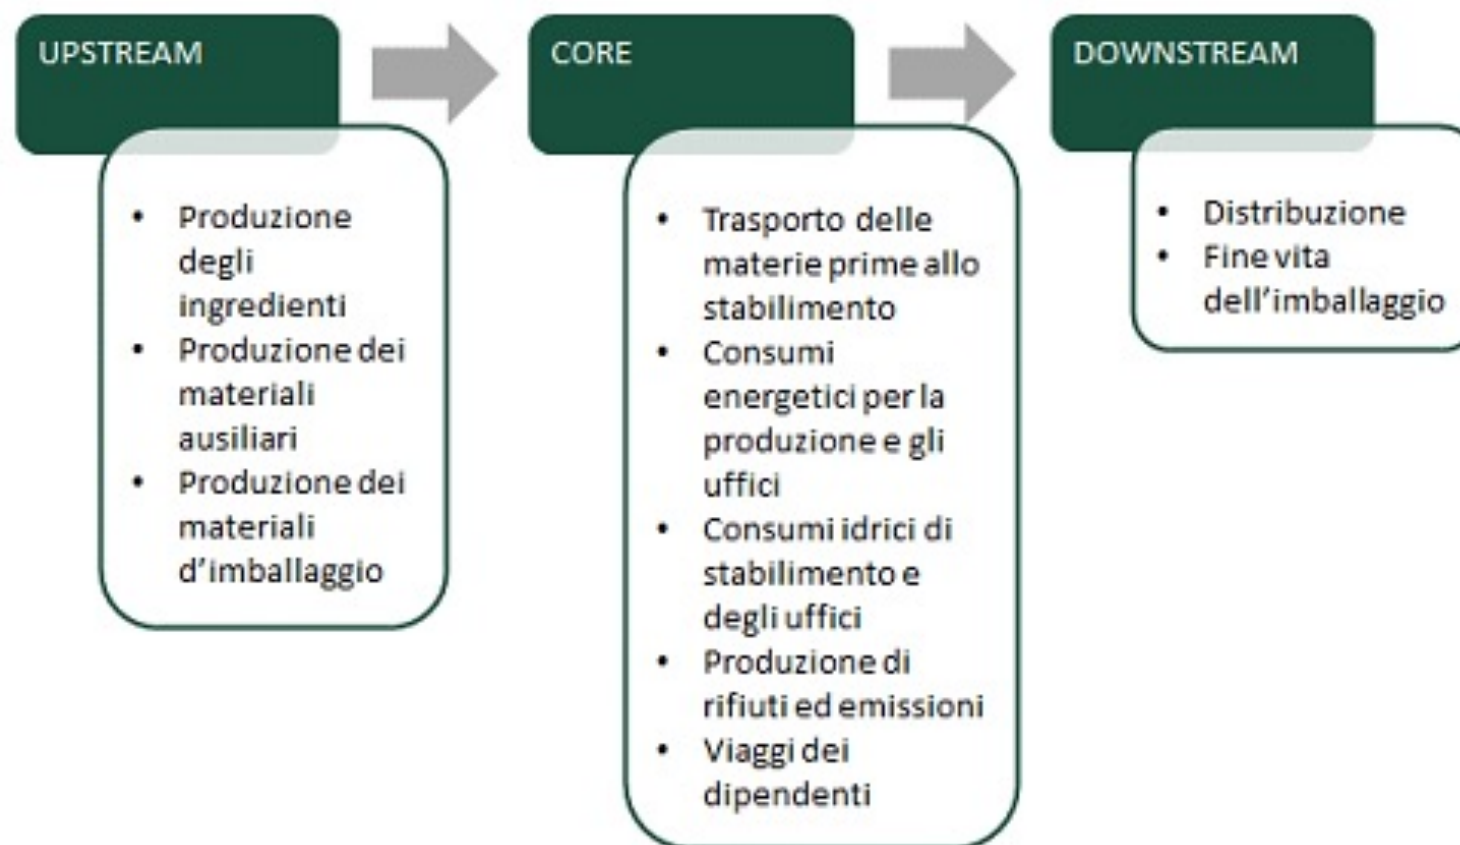 UPSTREAM
• Produzione
degli
ingredienti
• Produzione dei
materiali
ausiliari
• Produzione dei
materiali
d'imballaggio
CORE
• Trasporto delle
materie prime allo
stabilimento
• Consumi
energetici per la
produzione e gli
uffici
• Consumi idrici di
stabilimento e
degli uffici
• Produzione di
rifiuti ed emissioni
• Viaggi dei
dipendenti
DOWNSTREAM
• Distribuzione
• Fine vita
dell'imballaggio